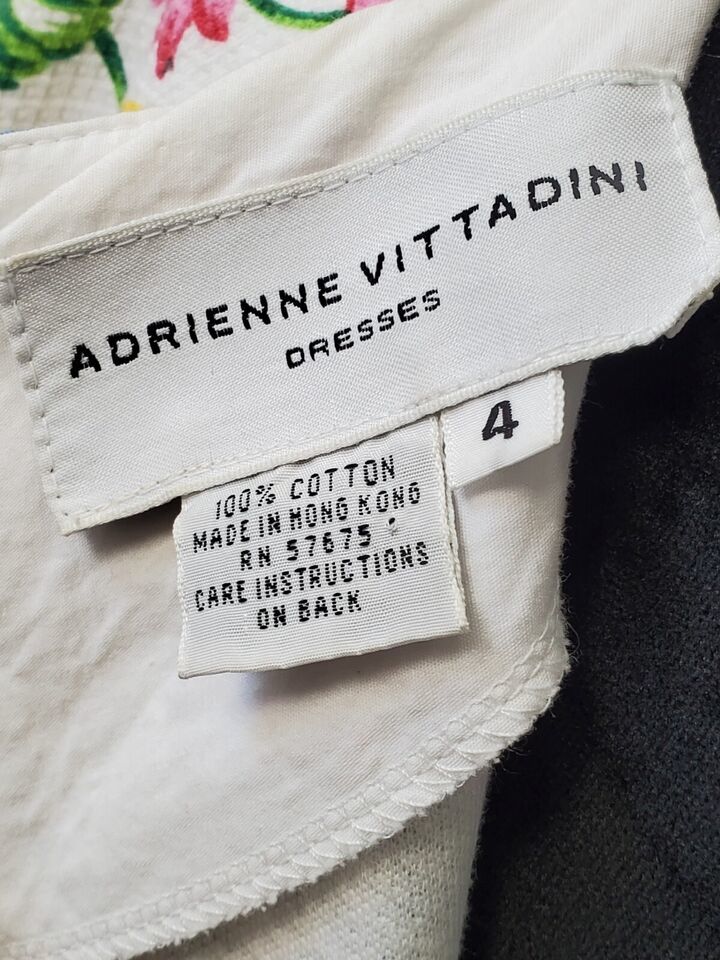 ADRIENNE VITTADINI
DRESSES
4
100% COTTON
MADE IN HONG KONG
RN 57675
CARE INSTRUCTIONS
ON BACK